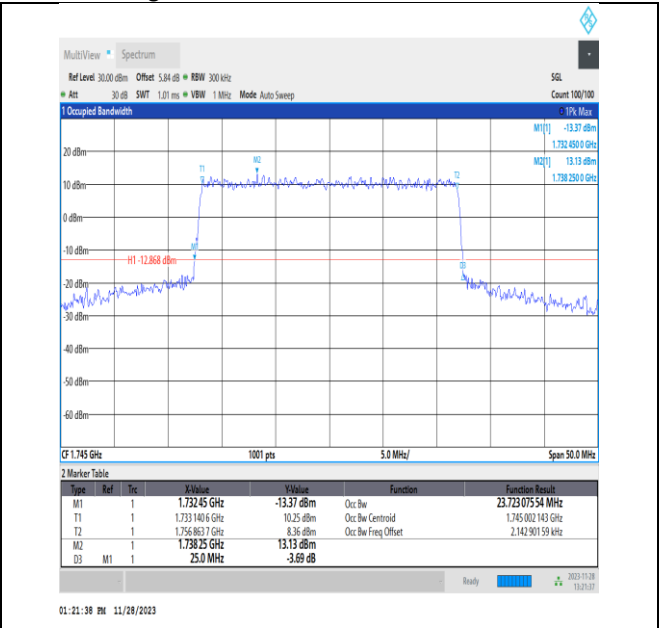 MultiView Spectrum
Ref Level 30.00 dBm Offset 5.84 dB RBW 300 kHz SGL
Att 30 dB SWT 1.01 ms VBW 1 MHz Mode Auto Sweep Count 100/100
1 Occupied Bandwidth 1Pk Max
M1[1] -13.37 dBm
1.732 450 0 GHz
M2[1] 13.13 dBm
1.738 250 0 GHz
20 dBm
M2
T1
T2
10 dBm
0 dBm
-10 dBm
M1
H1 -12.868 dBm
D3
-20 dBm
-30 dBm
-40 dBm
-50 dBm
-60 dBm
CF 1.745 GHz 1001 pts 5.0 MHz/ Span 50.0 MHz
2 Marker Table
Type Ref Trc X-Value Y-Value Function Function Result
M1 1 1.73245 GHz -13.37 dBm Occ Bw 23.723 075 54 MHz
T1 1 1.733 140 6 GHz 10.25 dBm Occ Bw Centroid 1.745 002 143 GHz
T2 1 1.756 863 7 GHz 8.36 dBm Occ Bw Freq Offset 2.142 901 59 kHz
M2 1 1.73825 GHz 13.13 dBm
D3 M1 1 25.0 MHz -3.69 dB
Ready 2023-11-28
13:21:37
01:21:38 PM 11/28/2023